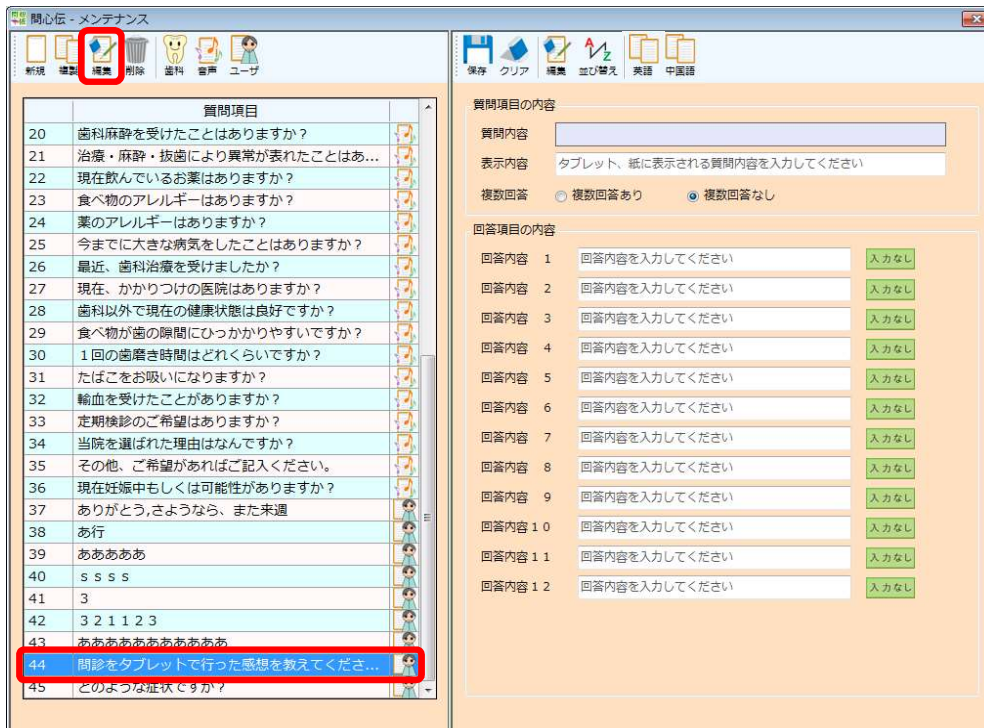 問心伝 - メンテナンス
新規 複製 編集 削除 歯科 音声 ユーザ
質問項目
20 歯科麻酔を受けたことはありますか？
21 治療・麻酔・抜歯により異常が表れたことはあ...
22 現在飲んでいるお薬はありますか？
23 食べ物のアレルギーはありますか？
24 薬のアレルギーはありますか？
25 今までに大きな病気をしたことはありますか？
26 最近、歯科治療を受けましたか？
27 現在、かかりつけの医院はありますか？
28 歯科以外で現在の健康状態は良好ですか？
29 食べ物が歯の隙間にひっかかりやすいですか？
30 １回の歯磨き時間はどれくらいですか？
31 たばこをお吸いになりますか？
32 輸血を受けたことがありますか？
33 定期検診のご希望はありますか？
34 当院を選ばれた理由はなんですか？
35 その他、ご希望があればご記入ください。
36 現在妊娠中もしくは可能性がありますか？
37 ありがとう,さようなら、また来週
38 あ行
39 あああああ
40 ｓｓｓｓ
41 3
42 ３２１１２３
43 あああああああああああ
44 問診をタブレットで行った感想を教えてくださ...
45 どのような症状ですか？
保存 クリア 編集 並び替え 英語 中国語
質問項目の内容
質問内容
表示内容 タブレット、紙に表示される質問内容を入力してください
複数回答 複数回答あり 複数回答なし
回答項目の内容
回答内容 1 回答内容を入力してください 入力なし
回答内容 2 回答内容を入力してください 入力なし
回答内容 3 回答内容を入力してください 入力なし
回答内容 4 回答内容を入力してください 入力なし
回答内容 5 回答内容を入力してください 入力なし
回答内容 6 回答内容を入力してください 入力なし
回答内容 7 回答内容を入力してください 入力なし
回答内容 8 回答内容を入力してください 入力なし
回答内容 9 回答内容を入力してください 入力なし
回答内容１０ 回答内容を入力してください 入力なし
回答内容１１ 回答内容を入力してください 入力なし
回答内容１２ 回答内容を入力してください 入力なし